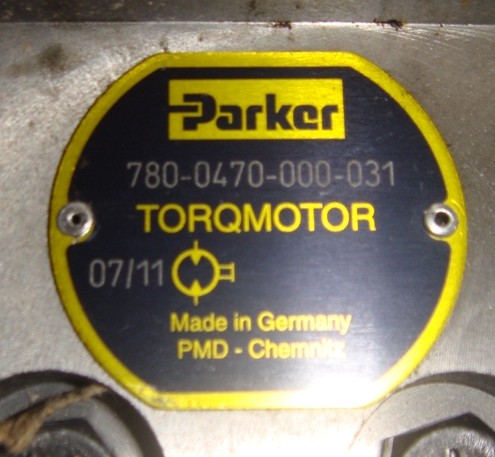 Parker
780-0470-000-031
TORQMOTOR
07/11
Made in Germany
PMD - Chemnitz